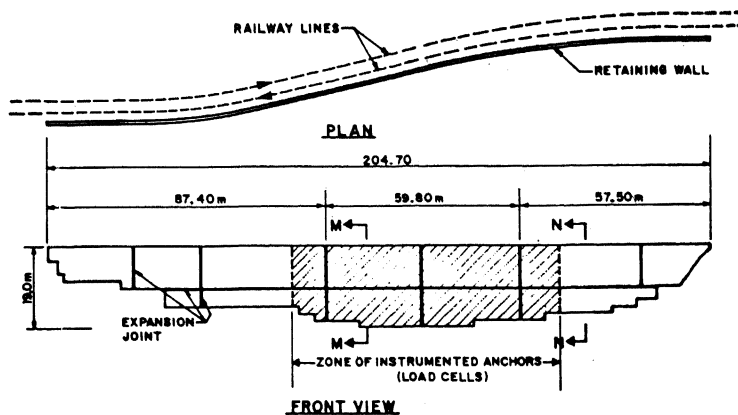 RAILWAY LINES
RETAINING WALL
PLAN
204.70
87.40m
59.80m
57.50m
M
N
19.0m
EXPANSION
JOINT
M
N
ZONE OF INSTRUMENTED ANCHORS
(LOAD CELLS)
FRONT VIEW